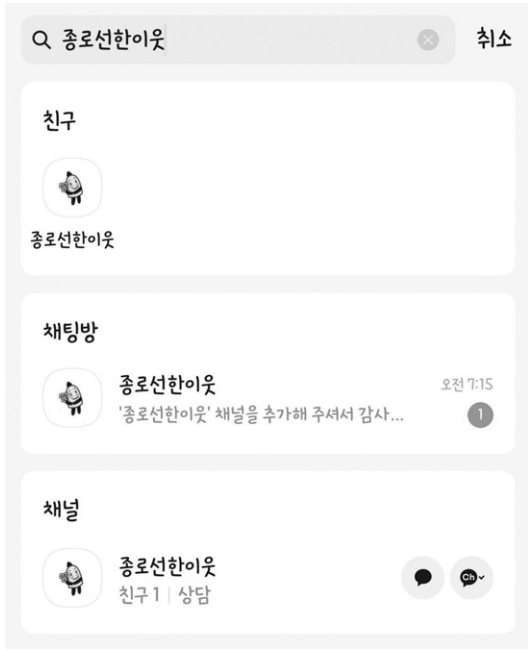 종로선한이웃 취소
친구
종로선한이웃
채팅방
종로선한이웃 오전 7:15
'종로선한이웃' 채널을 추가해 주셔서 감사... 1
채널
종로선한이웃
친구 1 | 상담 Ch